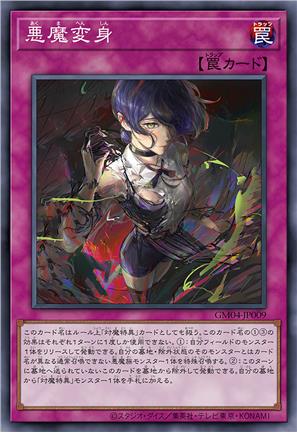 あく ま へん しん
悪魔変身
トラップ
罠
トラップ
【罠カード】
GM04-JP009
このカード名はルール上「対魔特異」カードとしても扱う。このカード名の①②の
効果はそれぞれ1ターンに1度しか使用できない。①：自分フィールドのモンスター
1体をリリースして発動できる。自分の墓地・除外状態のそのモンスターとはカード
名が異なる通常召喚できない悪魔族モンスター1体を特殊召喚する。②：このターン
に墓地へ送られていないこのカードを墓地から除外して発動できる。自分の墓地
から「対魔特異」モンスター1体を手札に加える。
©スタジオ・ダイス／集英社・テレビ東京・KONAMI